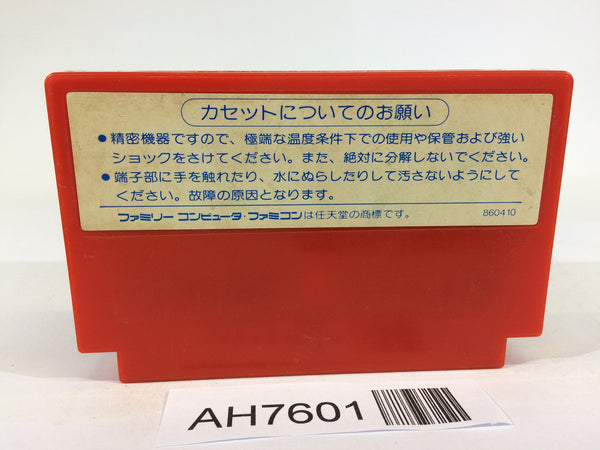 カセットについてのお願い
●精密機器ですので、極端な温度条件下での使用や保管および強い
ショックをさけてください。また、絶対に分解しないでください。
●端子部に手を触れたり、水にぬらしたりして汚さないようにして
ください。故障の原因となります。
ファミリー コンピュータ・ファミコンは任天堂の商標です。 860410
AH7601